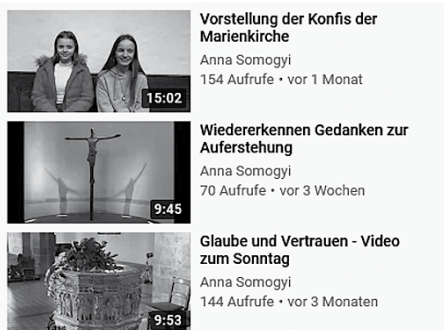 Vorstellung der Konfis der
Marienkirche
Anna Somogyi
154 Aufrufe • vor 1 Monat
15:02
Wiedererkennen Gedanken zur
Auferstehung
Anna Somogyi
70 Aufrufe • vor 3 Wochen
9:45
Glaube und Vertrauen - Video
zum Sonntag
Anna Somogyi
144 Aufrufe • vor 3 Monaten
9:53